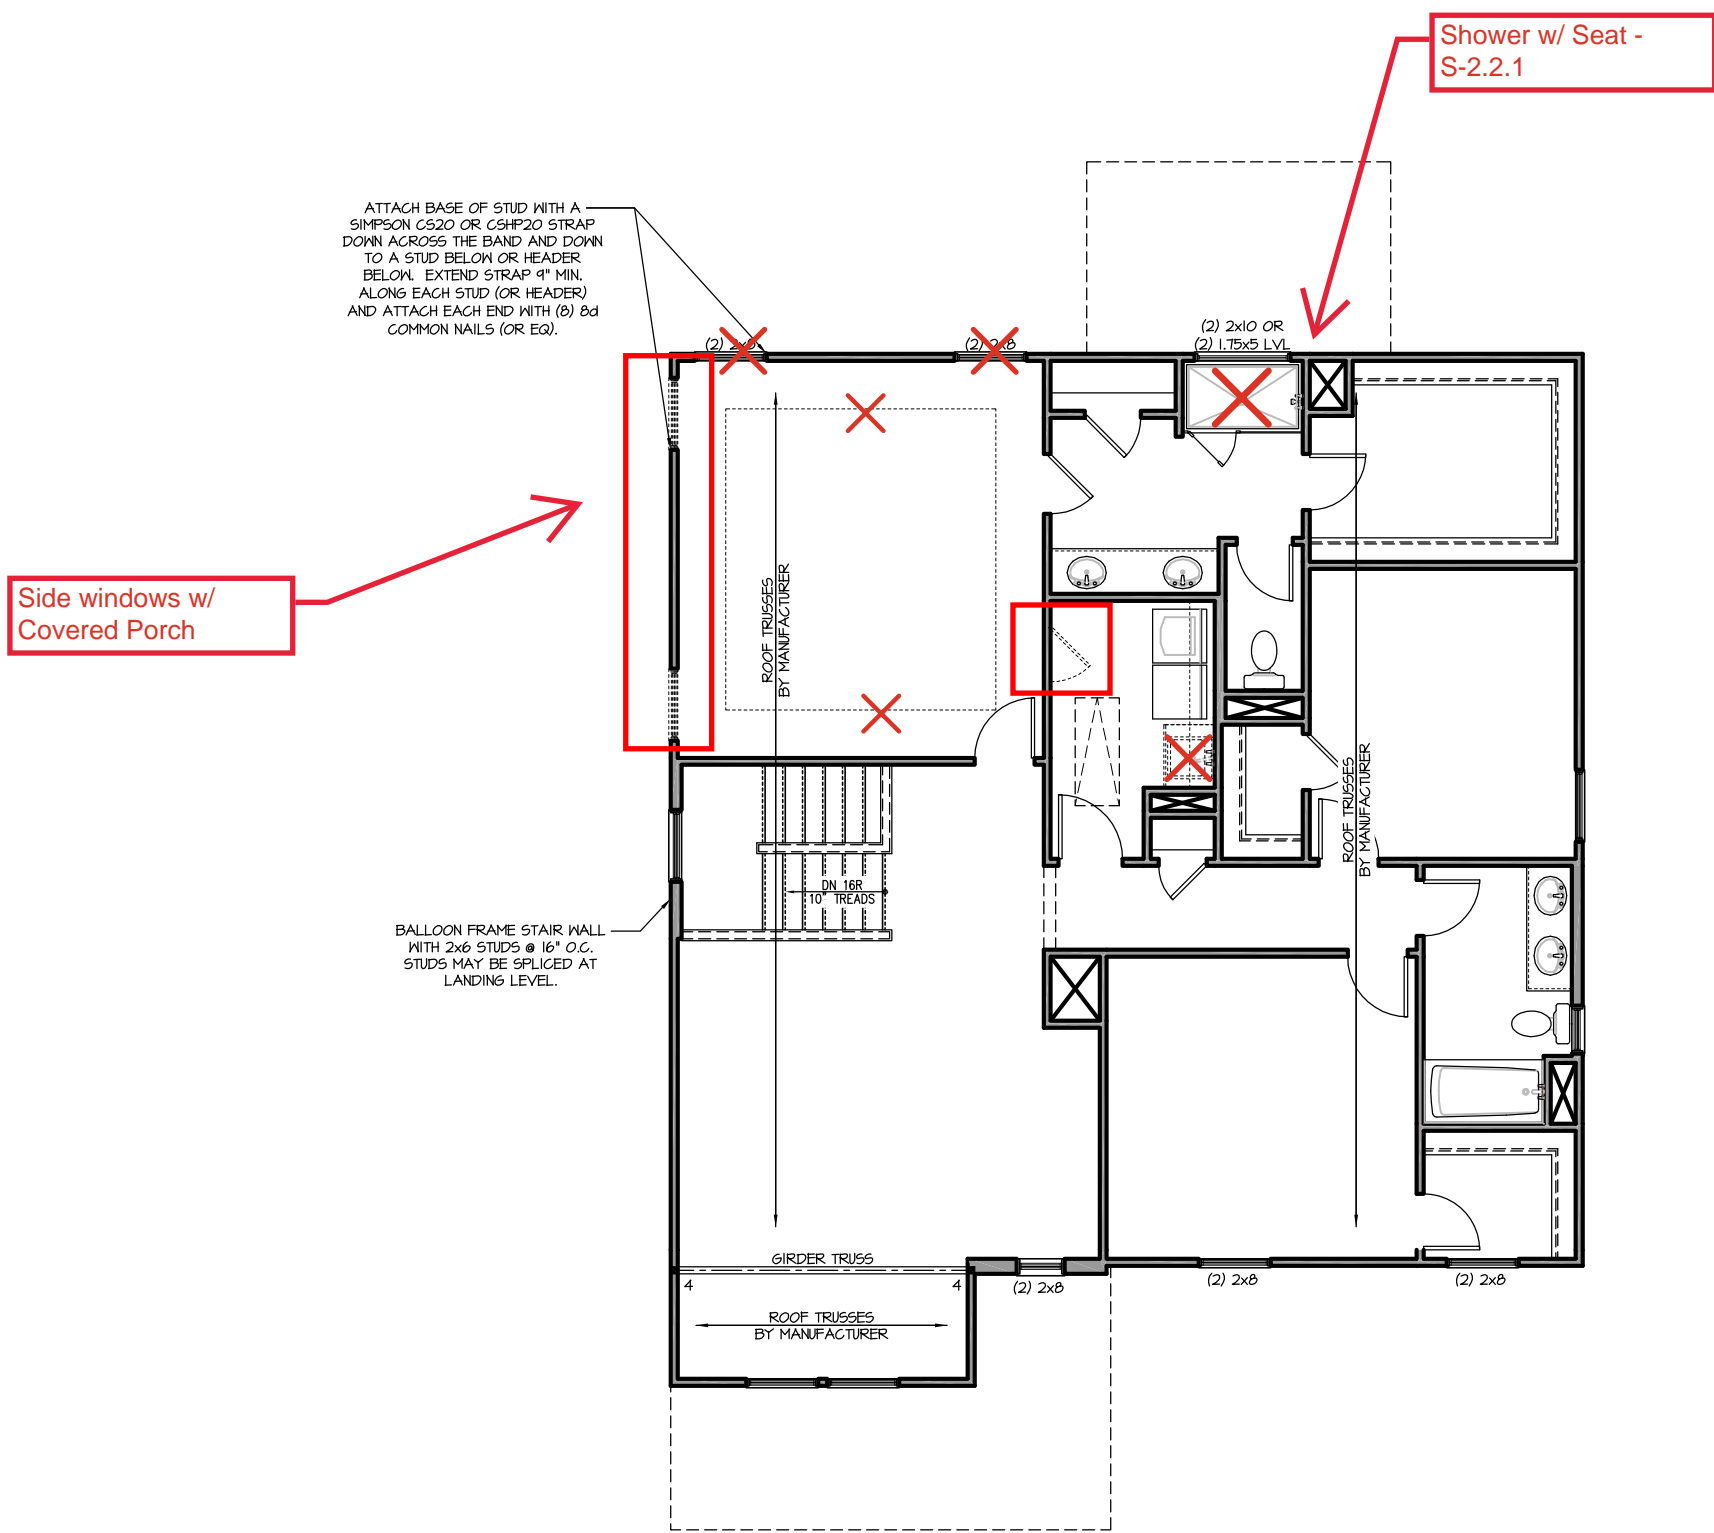 Shower w/ Seat -
S-2.2.1
ATTACH BASE OF STUD WITH A
SIMPSON CS20 OR CSHP20 STRAP
DOWN ACROSS THE BAND AND DOWN
TO A STUD BELOW OR HEADER
BELOW. EXTEND STRAP 9" MIN.
ALONG EACH STUD (OR HEADER)
AND ATTACH EACH END WITH (8) 8d
COMMON NAILS (OR EQ).
(2)
(2) 2x8
(2) 2x10 OR
(2) 1.75x5 LVL
Side windows w/
Covered Porch
ROOF TRUSSES
BY MANUFACTURER
ROOF TRUSSES
BY MANUFACTURER
DN 16R
10" TREADS
BALLOON FRAME STAIR WALL
WITH 2x6 STUDS @ 16" O.C.
STUDS MAY BE SPLICED AT
LANDING LEVEL.
GIRDER TRUSS
4
4
(2) 2x8
(2) 2x8
(2) 2x8
ROOF TRUSSES
BY MANUFACTURER